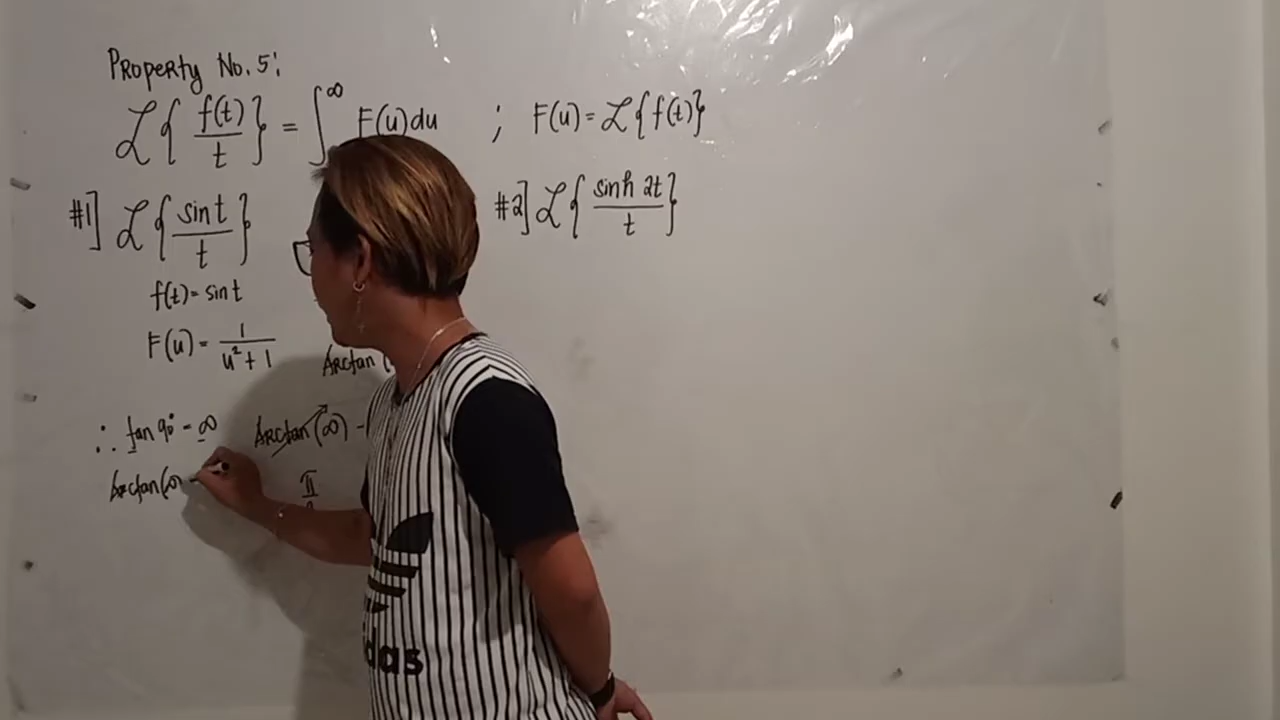 Property No. 5:
ℒ{f(t)/t} = ∫^∞ F(u)du ; F(u) = ℒ{f(t)}
#1] ℒ{sin t/t}
#2] ℒ{sinh 2t/t}
f(t) = sin t
F(u) = 1/(u²+1)
Arctan (
∴ tan 90° = ∞
Arctan(∞) -
Arctan(∞)
π
das